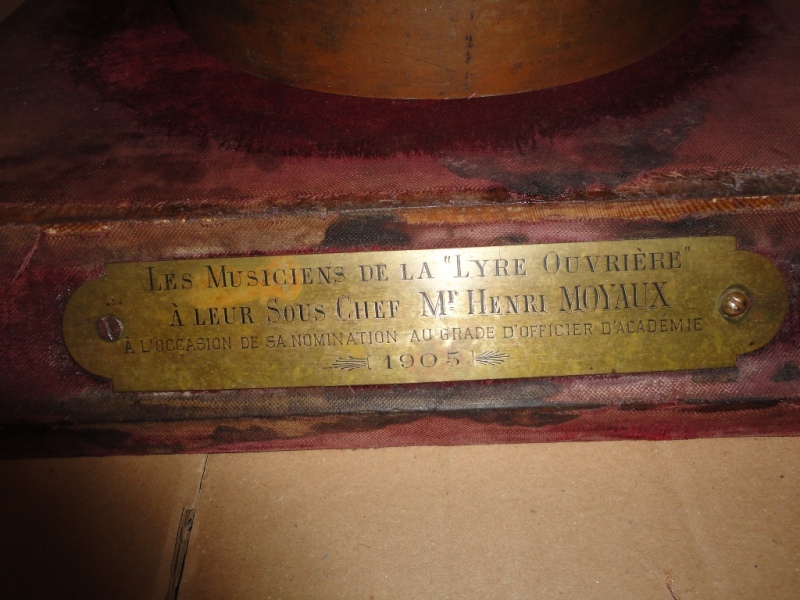 LES MUSICIENS DE LA "LYRE OUVRIÈRE"
À LEUR SOUS CHEF Mr HENRI MOYAUX
À L'OCCASION DE SA NOMINATION AU GRADE D'OFFICIER D'ACADÉMIE
1905